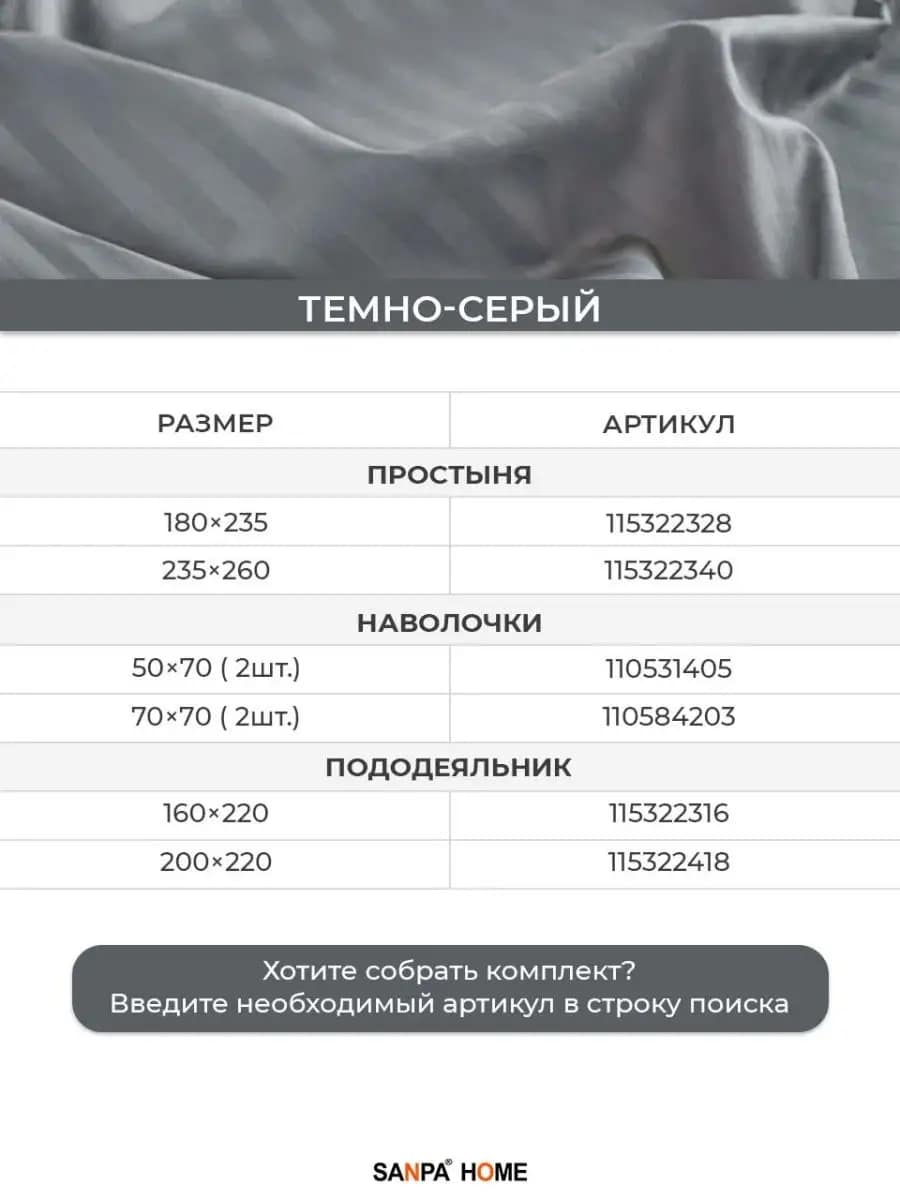 ТЕМНО-СЕРЫЙ
РАЗМЕР АРТИКУЛ
ПРОСТЫНЯ
180×235 115322328
235×260 115322340
НАВОЛОЧКИ
50×70 ( 2шт.) 110531405
70×70 ( 2шт.) 110584203
ПОДОДЕЯЛЬНИК
160×220 115322316
200×220 115322418
Хотите собрать комплект?
Введите необходимый артикул в строку поиска
SANPA® HOME